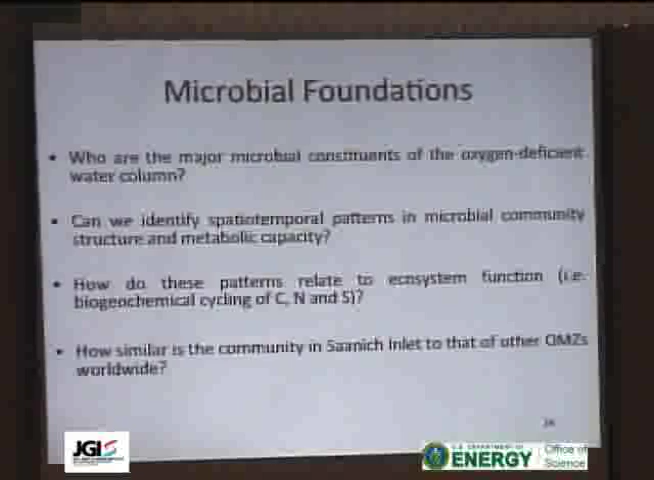 Microbial Foundations
• Who are the major microbial constituents of the oxygen-deficient
water column?
• Can we identify spatiotemporal patterns in microbial community
structure and metabolic capacity?
• How do these patterns relate to ecosystem function (i.e.
biogeochemical cycling of C, N and S)?
• How similar is the community in Saanich Inlet to that of other OMZs
worldwide?
JGI
U.S. DEPARTMENT OF
ENERGY
Office of
Science